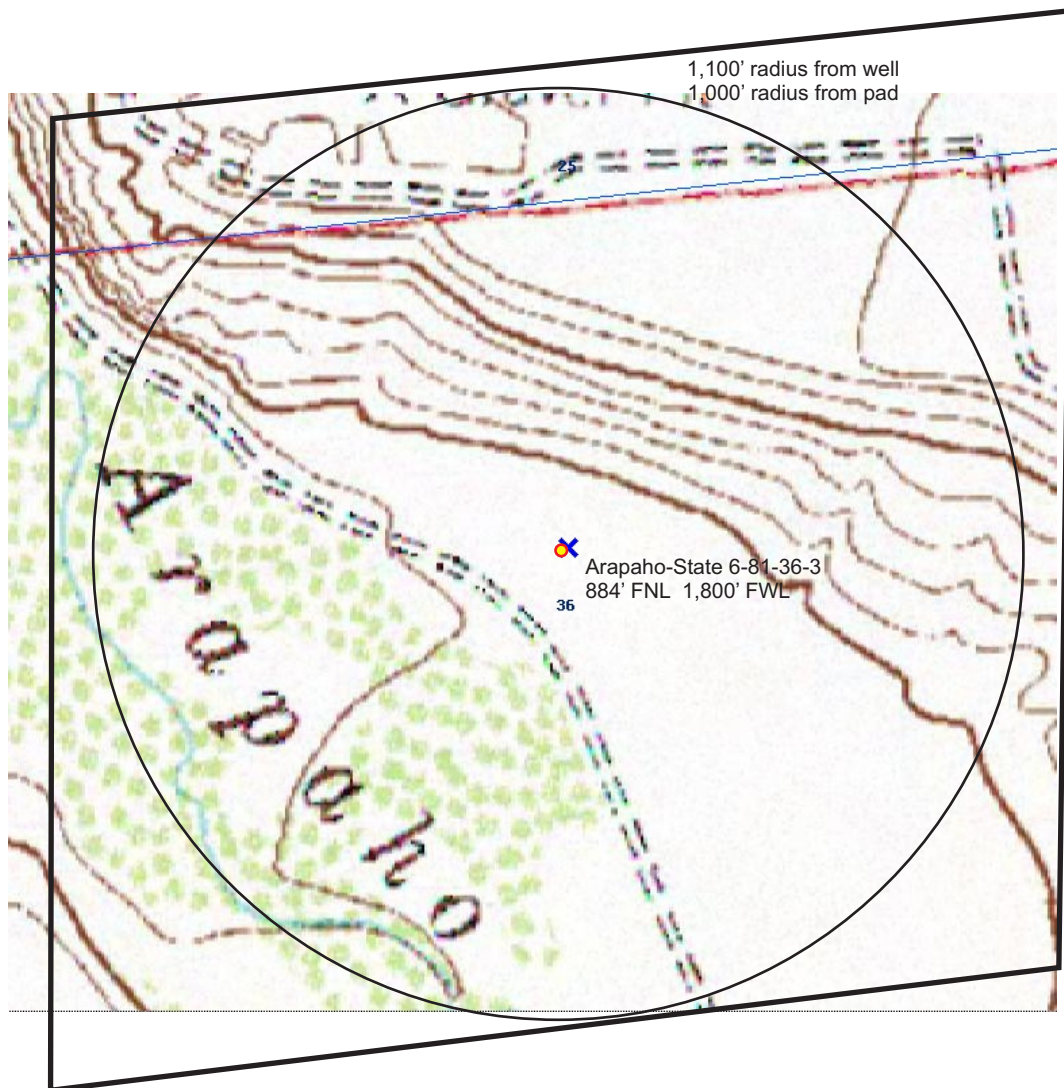 1,100' radius from well
1,000' radius from pad
25
Arapaho-State 6-81-36-3
884' FNL 1,800' FWL
36
Arapaho